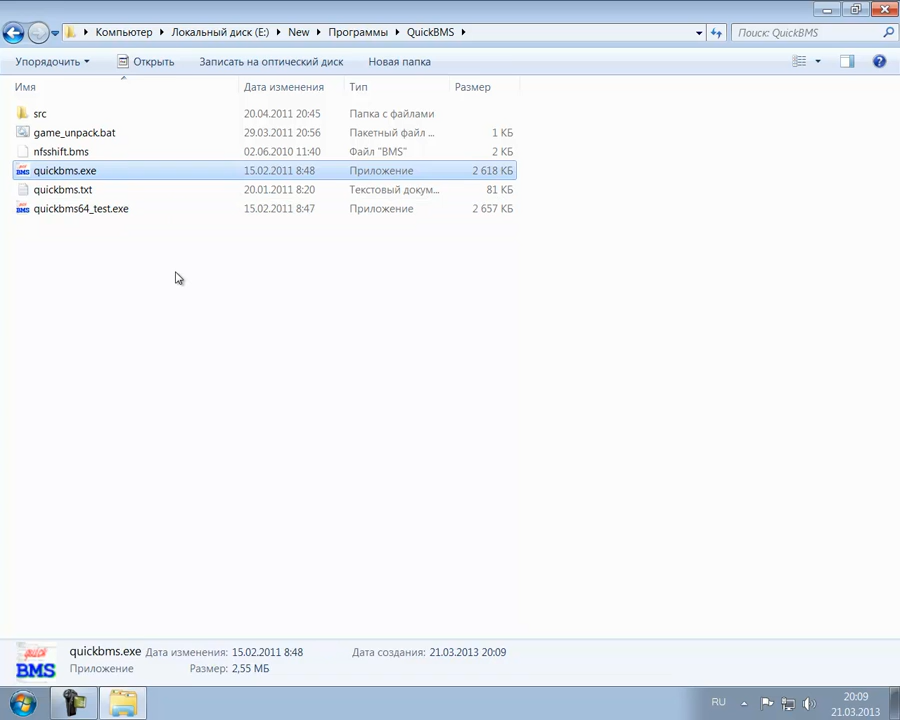 Компьютер Локальный диск (E:) New Программы QuickBMS
Поиск: QuickBMS
Упорядочить Открыть Записать на оптический диск Новая папка
Имя Дата изменения Тип Размер
src 20.04.2011 20:45 Папка с файлами
game_unpack.bat 29.03.2011 20:56 Пакетный файл ... 1 КБ
nfsshift.bms 02.06.2010 11:40 Файл "BMS" 2 КБ
BMS quickbms.exe 15.02.2011 8:48 Приложение 2 618 КБ
quickbms.txt 20.01.2011 8:20 Текстовый докум... 81 КБ
BMS quickbms64_test.exe 15.02.2011 8:47 Приложение 2 657 КБ
quick
BMS
quickbms.exe Дата изменения: 15.02.2011 8:48 Дата создания: 21.03.2013 20:09
Приложение Размер: 2,55 МБ
RU
20:09
21.03.2013